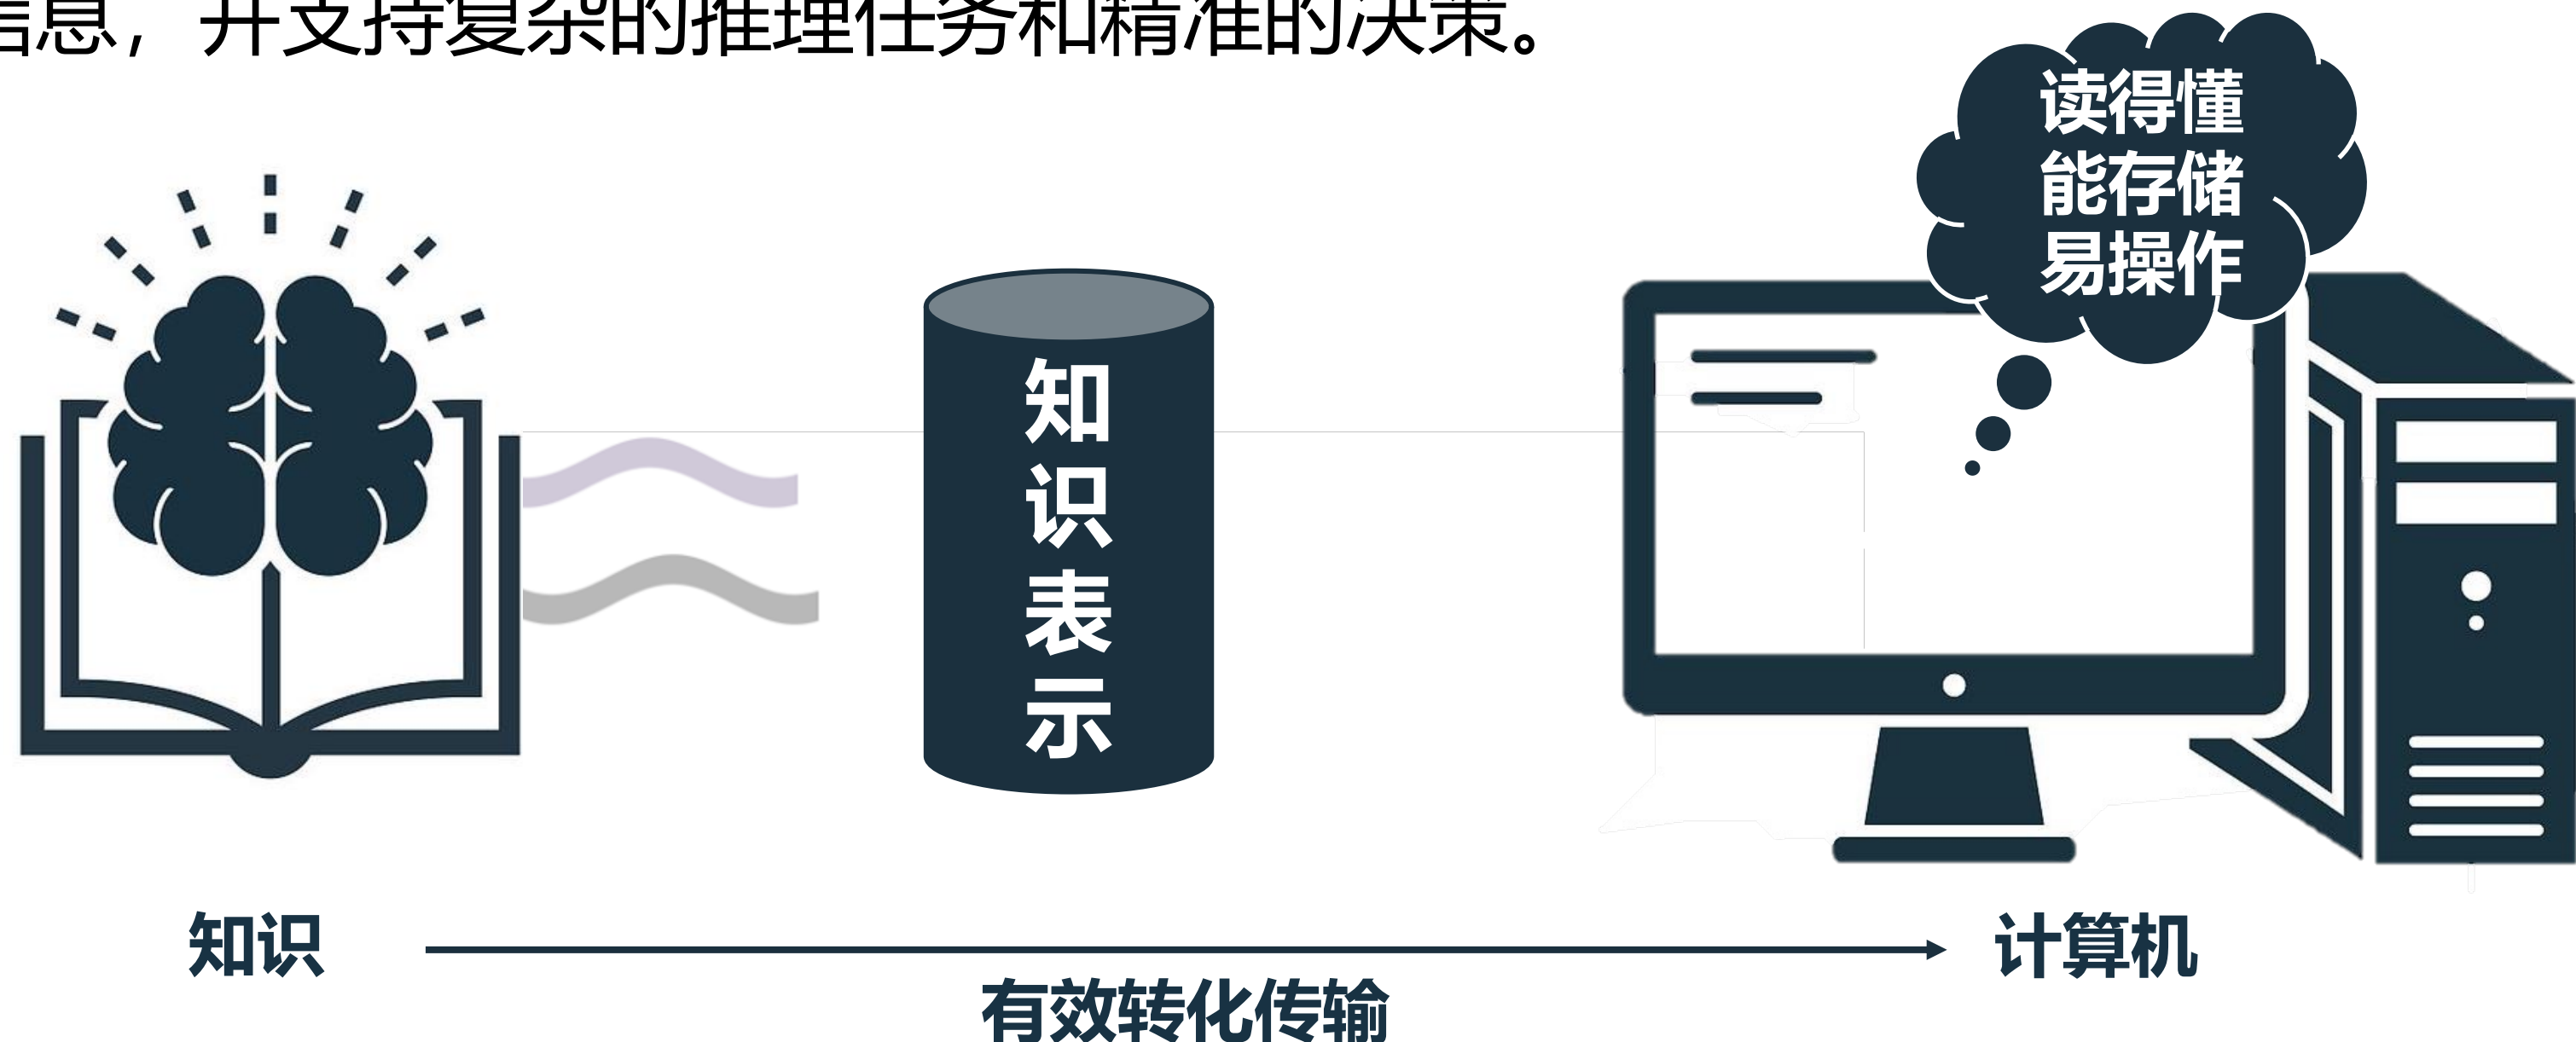 信息，并支持复杂的推理任务和精准的决策。
读得懂
能存储
易操作
知识表示
知识
计算机
有效转化传输